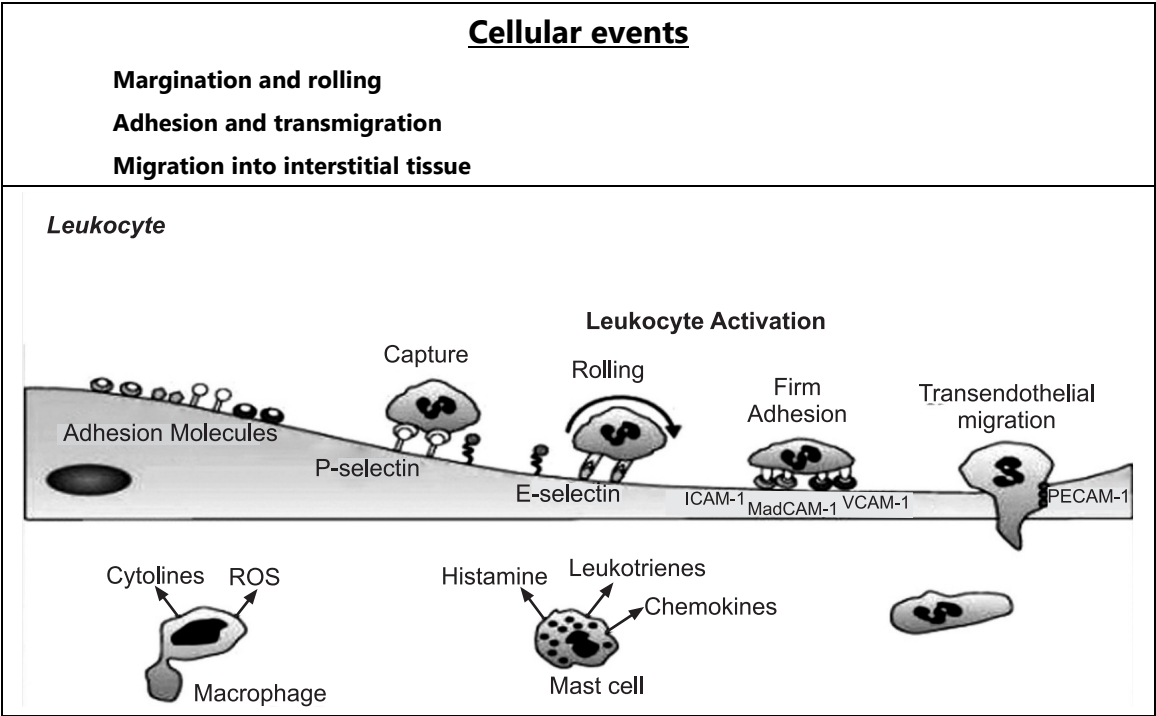 Cellular events
Margination and rolling
Adhesion and transmigration
Migration into interstitial tissue
Leukocyte
Leukocyte Activation
Capture
Rolling
Firm
Adhesion
Transendothelial
migration
Adhesion Molecules
P-selectin
E-selectin
ICAM-1
MadCAM-1
VCAM-1
PECAM-1
Cytolines
ROS
Macrophage
Histamine
Leukotrienes
Chemokines
Mast cell